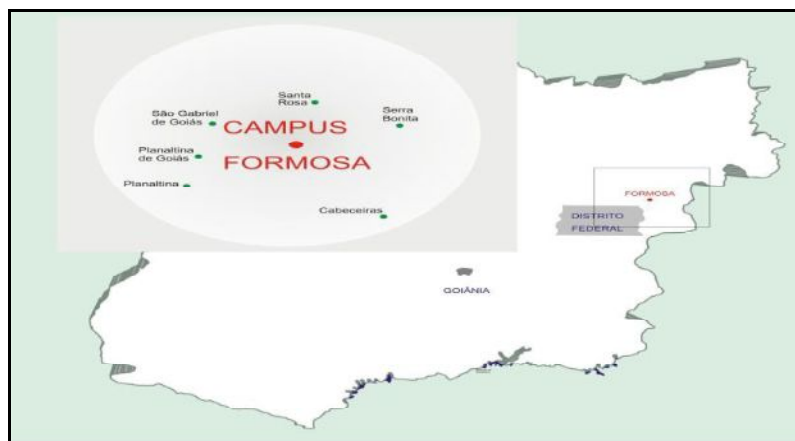 Santa
Rosa
São Gabriel
de Goiás
Serra
Bonita
CAMPUS
FORMOSA
Planaltina
de Goiás
Planaltina
Cabeceiras
FORMOSA
DISTRITO
FEDERAL
GOIÂNIA